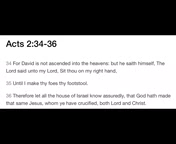 Acts 2:34-36
34 For David is not ascended into the heavens: but he saith himself, The
Lord said unto my Lord, Sit thou on my right hand,
35 Until I make thy foes thy footstool.
36 Therefore let all the house of Israel know assuredly, that God hath made
that same Jesus, whom ye have crucified, both Lord and Christ.